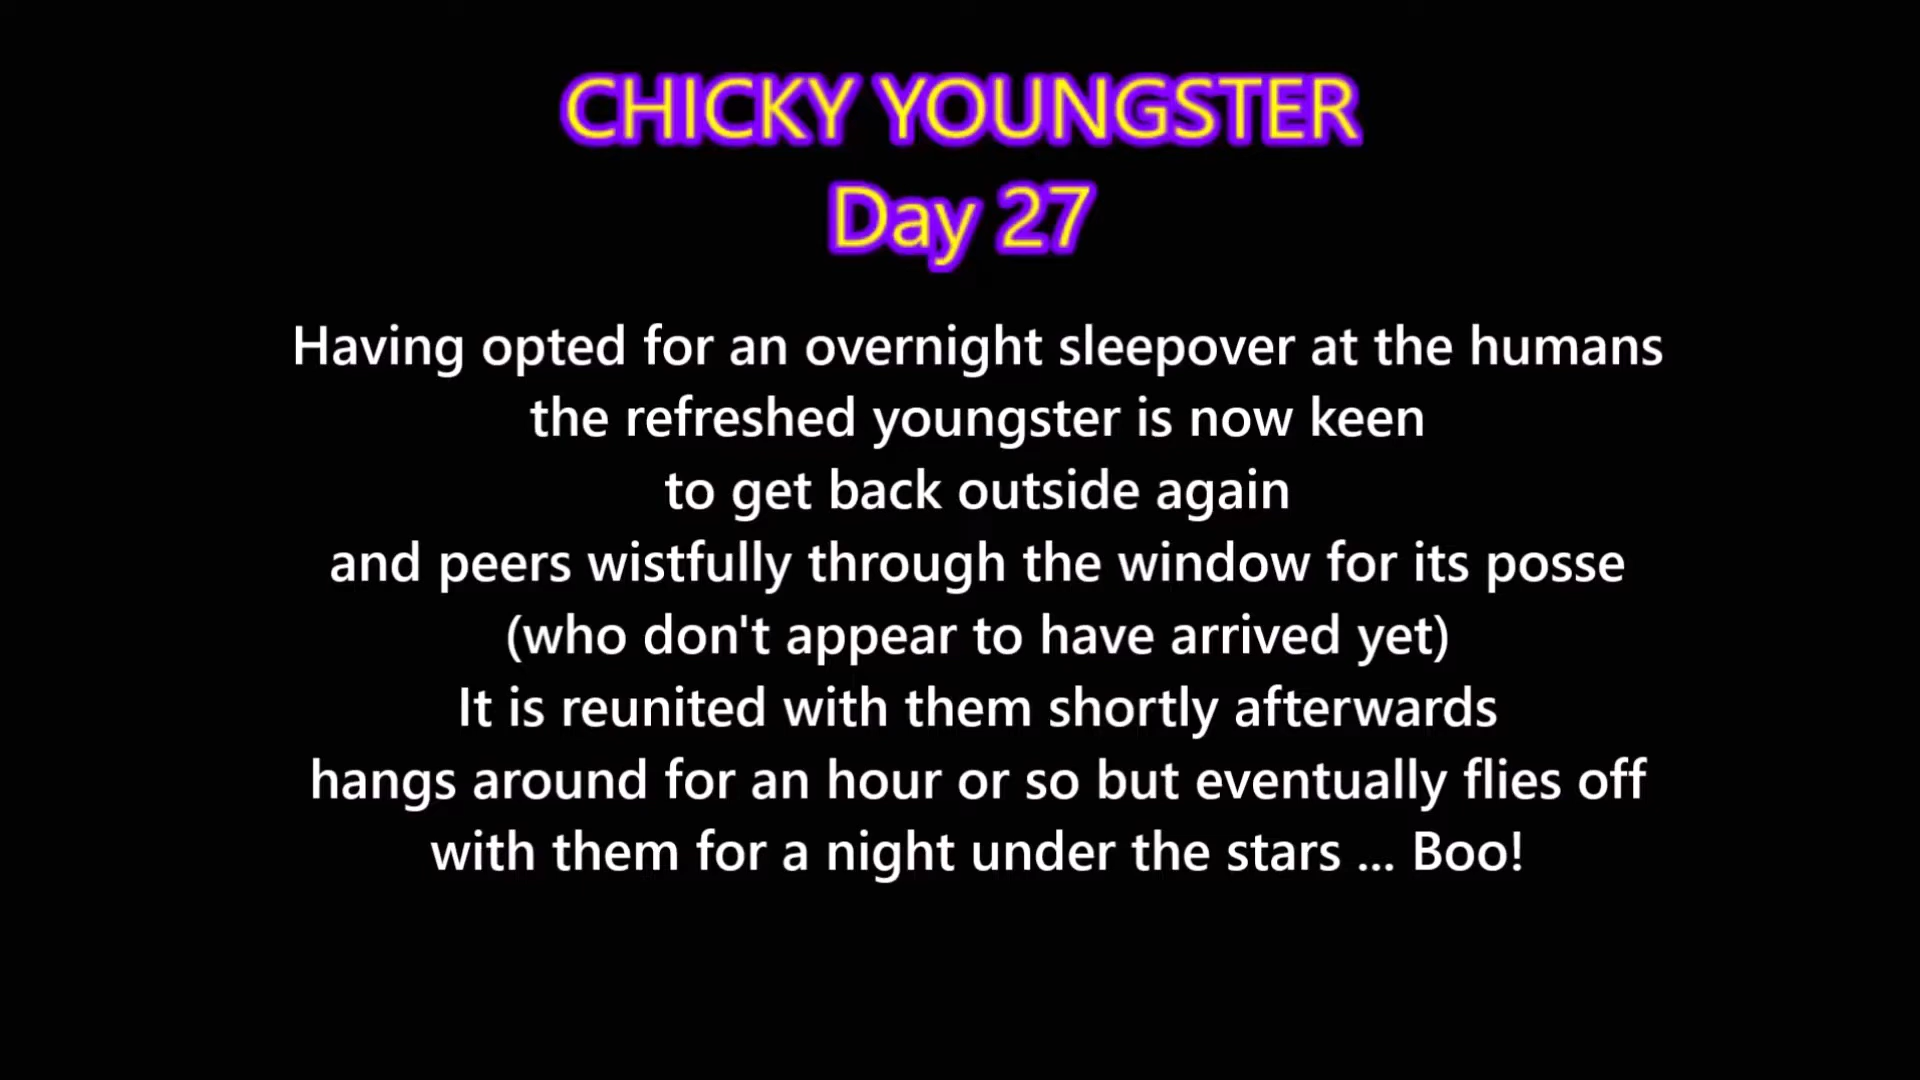 CHICKY YOUNGSTER
Day 27
Having opted for an overnight sleepover at the humans
the refreshed youngster is now keen
to get back outside again
and peers wistfully through the window for its posse
(who don't appear to have arrived yet)
It is reunited with them shortly afterwards
hangs around for an hour or so but eventually flies off
with them for a night under the stars ... Boo!